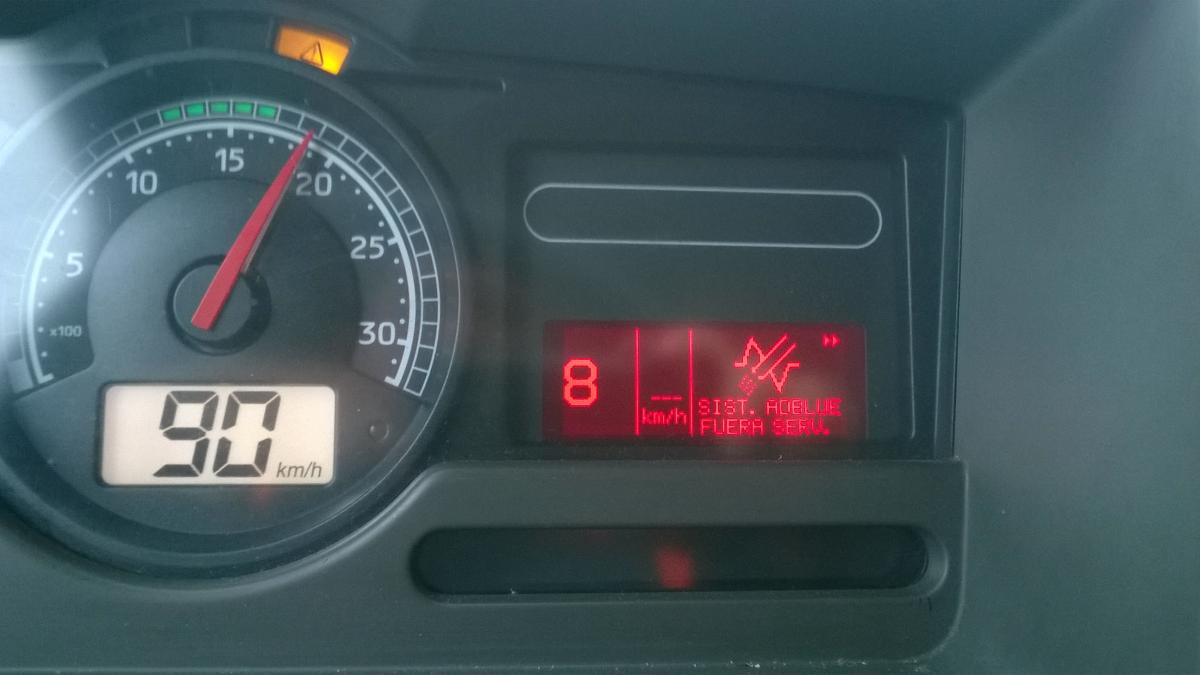 5
10
15
20
25
30
x100
90
km/h
8
---
km/h
SIST. ADBLUE
FUERA SERV.